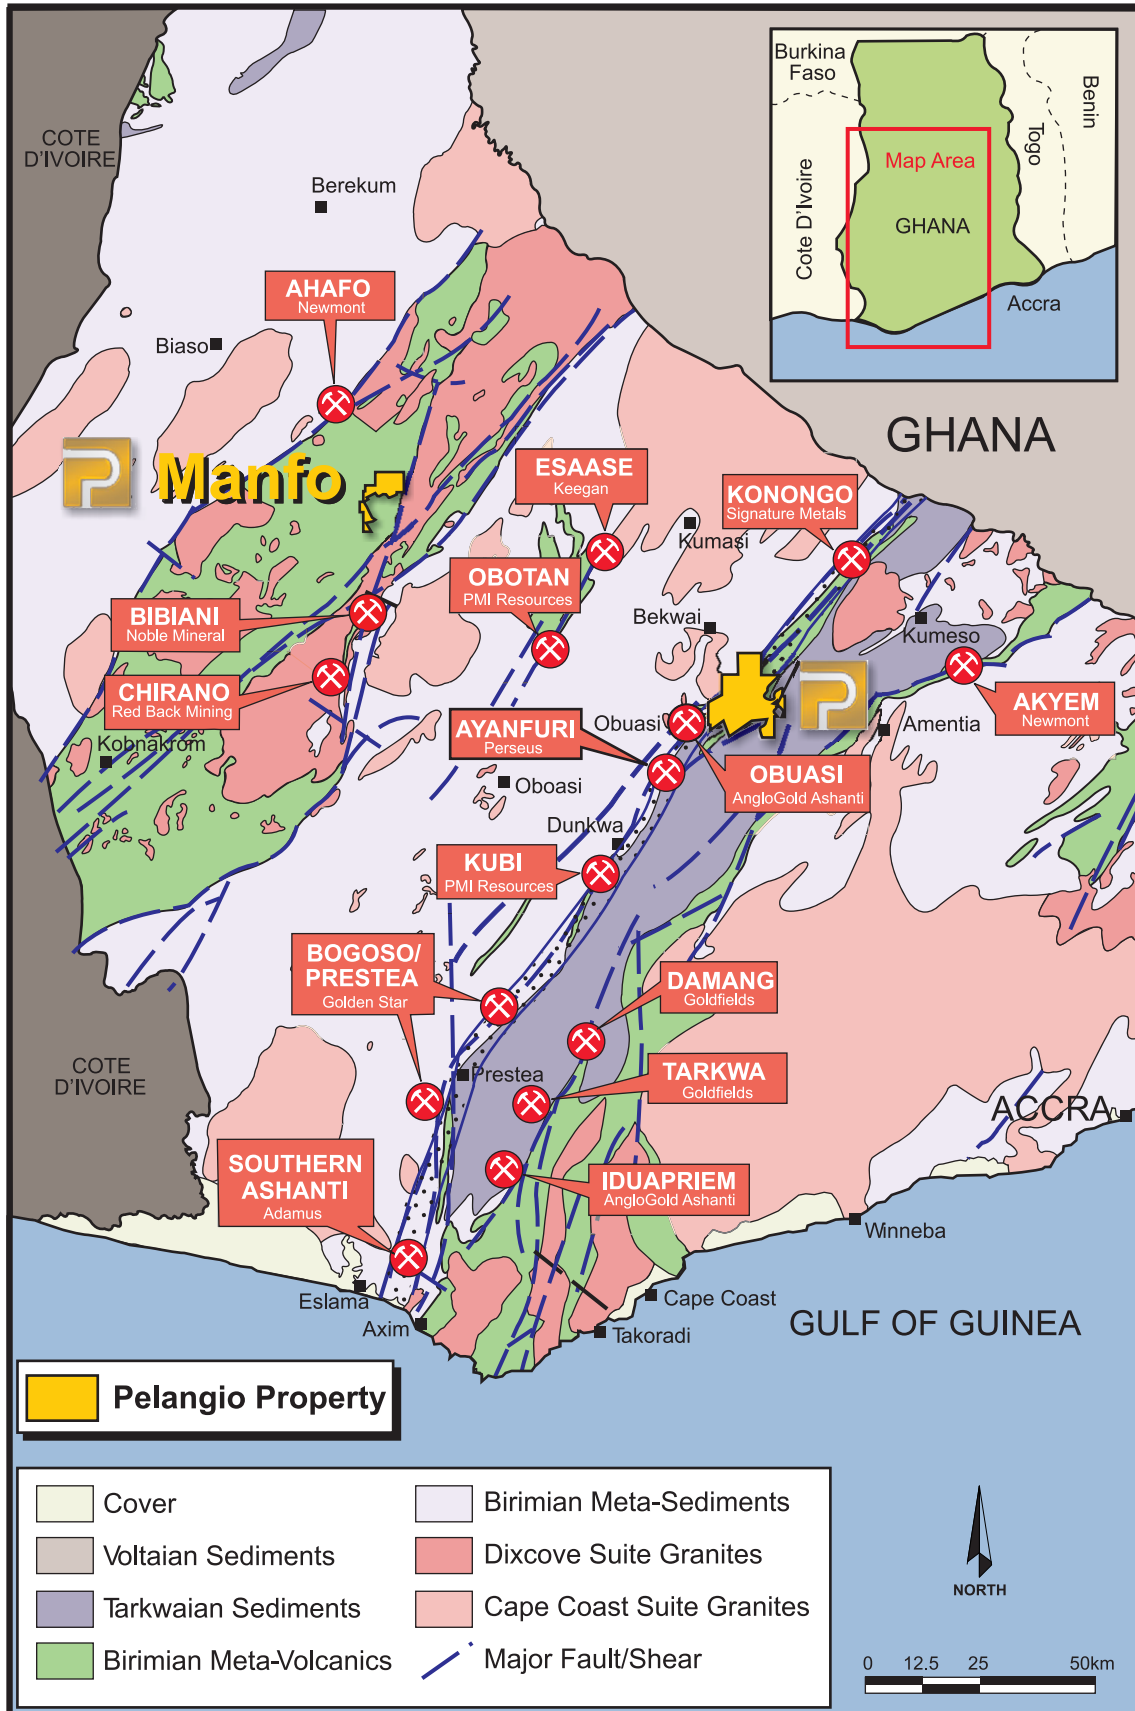 COTE
D'IVOIRE
Berekum
AHAFO
Newmont
Biaso
Burkina
Faso
Benin
Togo
Map Area
Cote D'Ivoire
GHANA
Accra
GHANA
P
Manfo
ESAASE
Keegan
KONONGO
Signature Metals
Kumasi
OBOTAN
PMI Resources
BIBIANI
Noble Mineral
Bekwai
Kumeso
CHIRANO
Red Back Mining
P
AKYEM
Newmont
Kobnakrom
AYANFURI
Perseus
Obuasi
Amentia
OBUASI
AngloGold Ashanti
Oboasi
Dunkwa
KUBI
PMI Resources
BOGOSO/
PRESTEA
Golden Star
DAMANG
Goldfields
COTE
D'IVOIRE
Prestea
TARKWA
Goldfields
ACCRA
SOUTHERN
ASHANTI
Adamus
IDUAPRIEM
AngloGold Ashanti
Winneba
Eslama
Cape Coast
Axim
Takoradi
GULF OF GUINEA
Pelangio Property
Cover
Voltaian Sediments
Tarkwaian Sediments
Birimian Meta-Volcanics
Birimian Meta-Sediments
Dixcove Suite Granites
Cape Coast Suite Granites
Major Fault/Shear
NORTH
0 12.5 25 50km